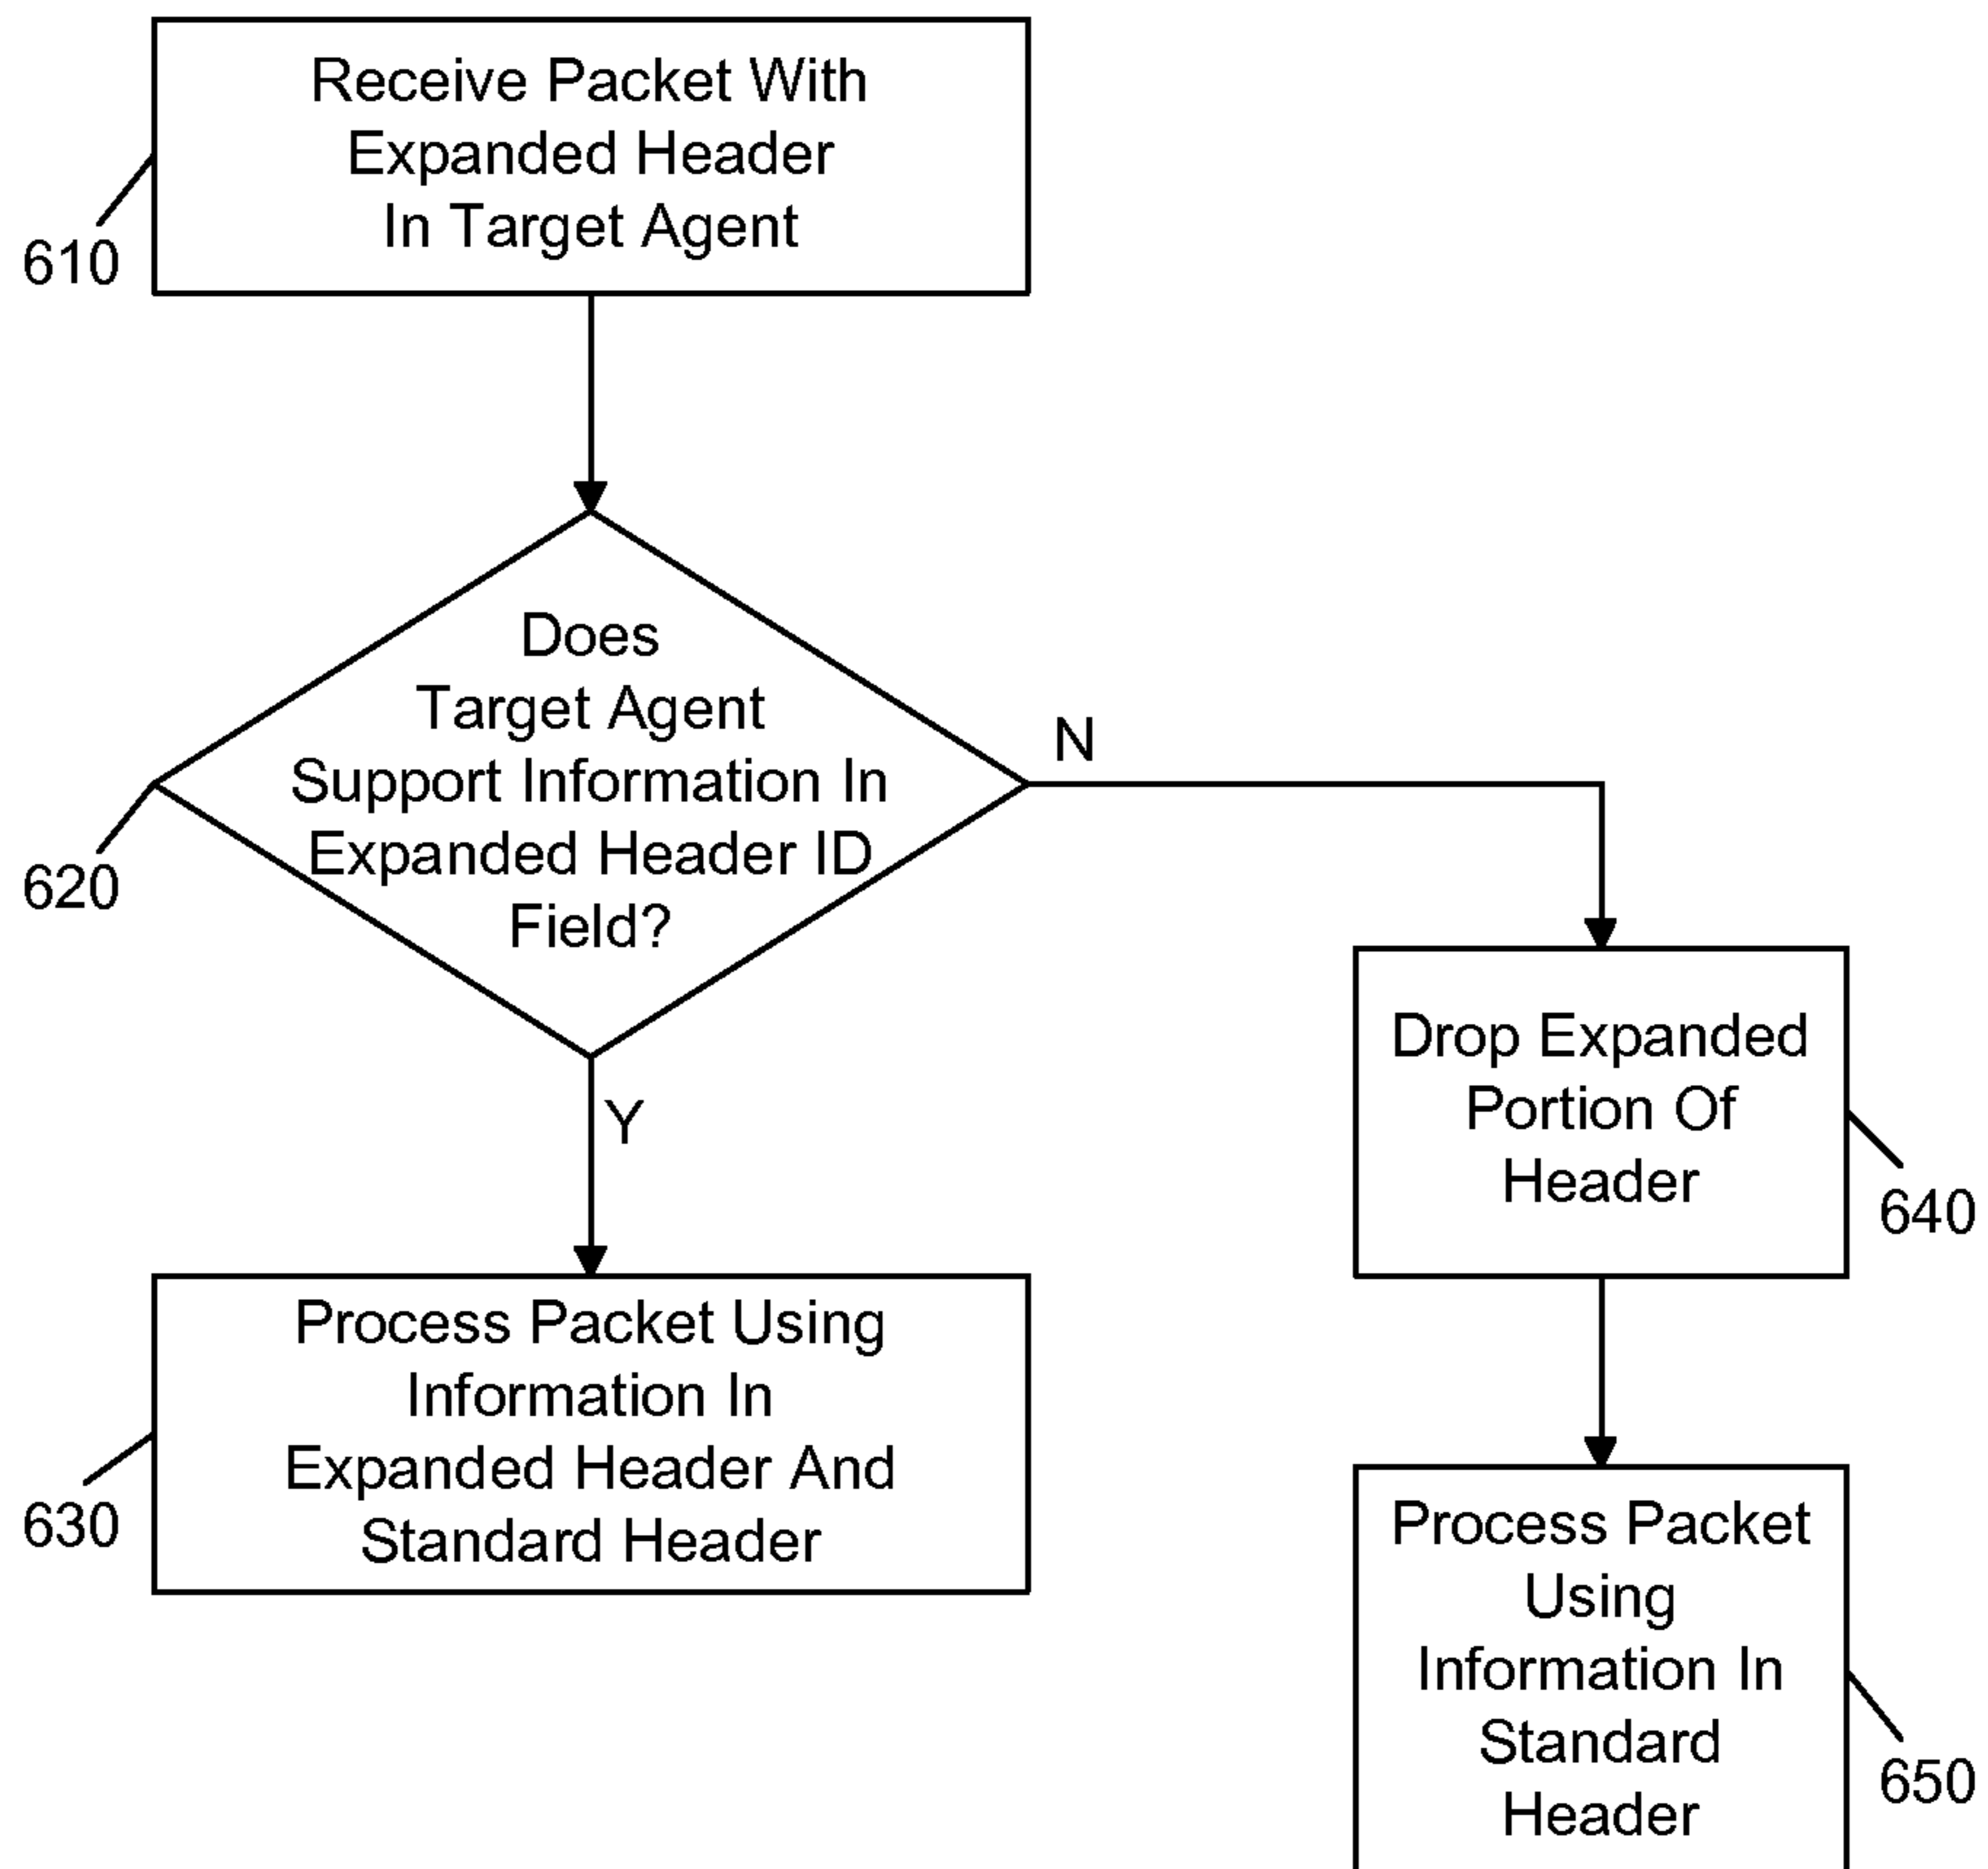 Receive Packet With
Expanded Header
In Target Agent
610
Does
Target Agent
Support Information In
Expanded Header ID
Field?
620
N
Y
Drop Expanded
Portion Of
Header
640
Process Packet Using
Information In
Expanded Header And
Standard Header
630
Process Packet
Using
Information In
Standard
Header
650